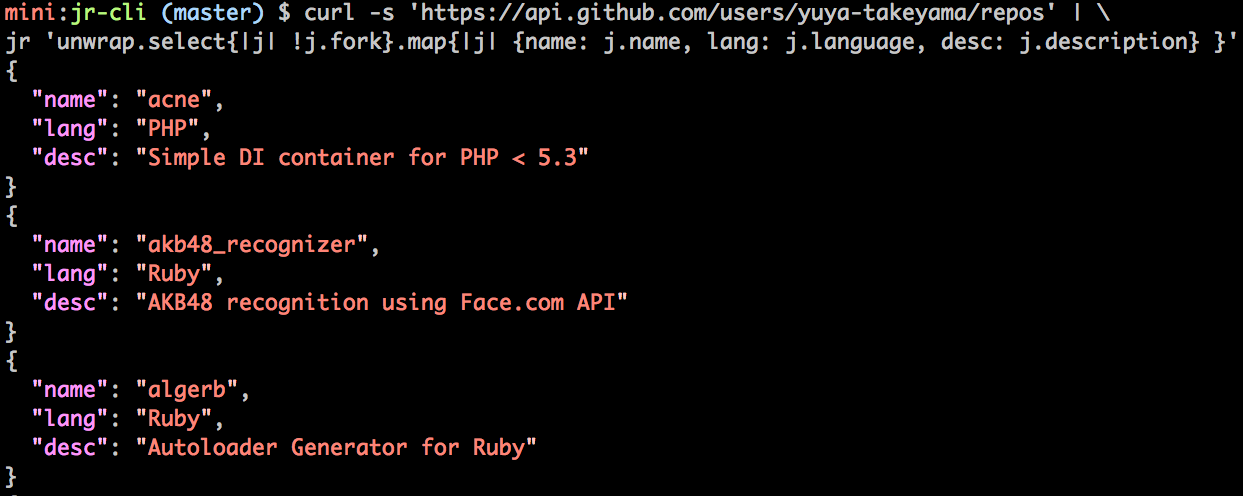 mini:jr-cli (master) $ curl -s 'https://api.github.com/users/yuya-takeyama/repos' | \
jr 'unwrap.select{|j| !j.fork}.map{|j| {name: j.name, lang: j.language, desc: j.description} }'
{
  "name": "acne",
  "lang": "PHP",
  "desc": "Simple DI container for PHP < 5.3"
}
{
  "name": "akb48_recognizer",
  "lang": "Ruby",
  "desc": "AKB48 recognition using Face.com API"
}
{
  "name": "algerb",
  "lang": "Ruby",
  "desc": "Autoloader Generator for Ruby"
}